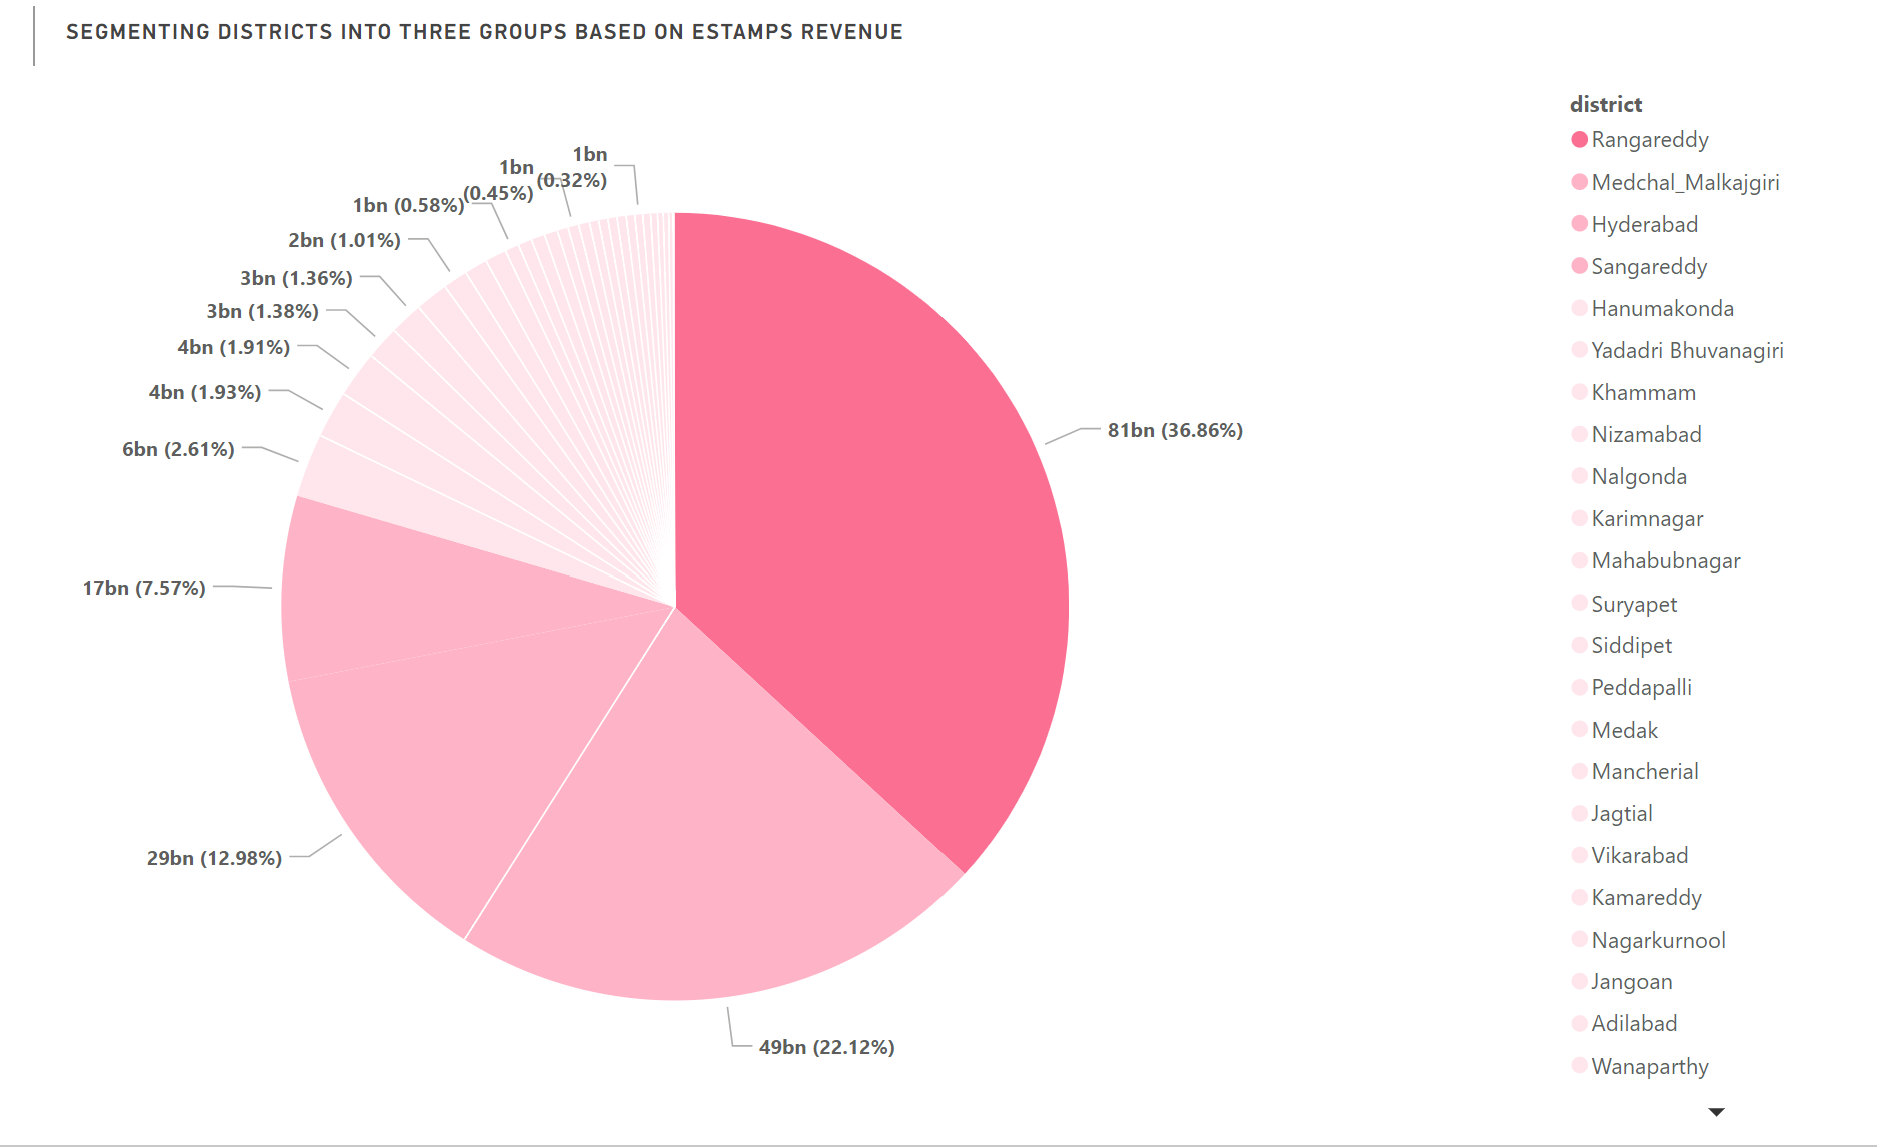 SEGMENTING DISTRICTS INTO THREE GROUPS BASED ON ESTAMPS REVENUE
1bn
(0.32%)
1bn
(0.45%)
1bn (0.58%)
2bn (1.01%)
3bn (1.36%)
3bn (1.38%)
4bn (1.91%)
4bn (1.93%)
6bn (2.61%)
17bn (7.57%)
29bn (12.98%)
49bn (22.12%)
81bn (36.86%)
district
Rangareddy
Medchal_Malkajgiri
Hyderabad
Sangareddy
Hanumakonda
Yadadri Bhuvanagiri
Khammam
Nizamabad
Nalgonda
Karimnagar
Mahabubnagar
Suryapet
Siddipet
Peddapalli
Medak
Mancherial
Jagtial
Vikarabad
Kamareddy
Nagarkurnool
Jangoan
Adilabad
Wanaparthy